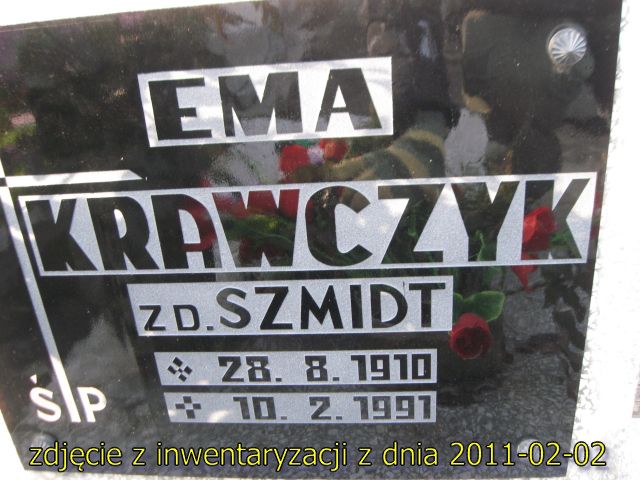 EMA
KRAWCZYK
ZD. SZMIDT
28. 8. 1910
10. 2. 1991
ŚP
zdjęcie z inwentaryzacji z dnia 2011-02-02